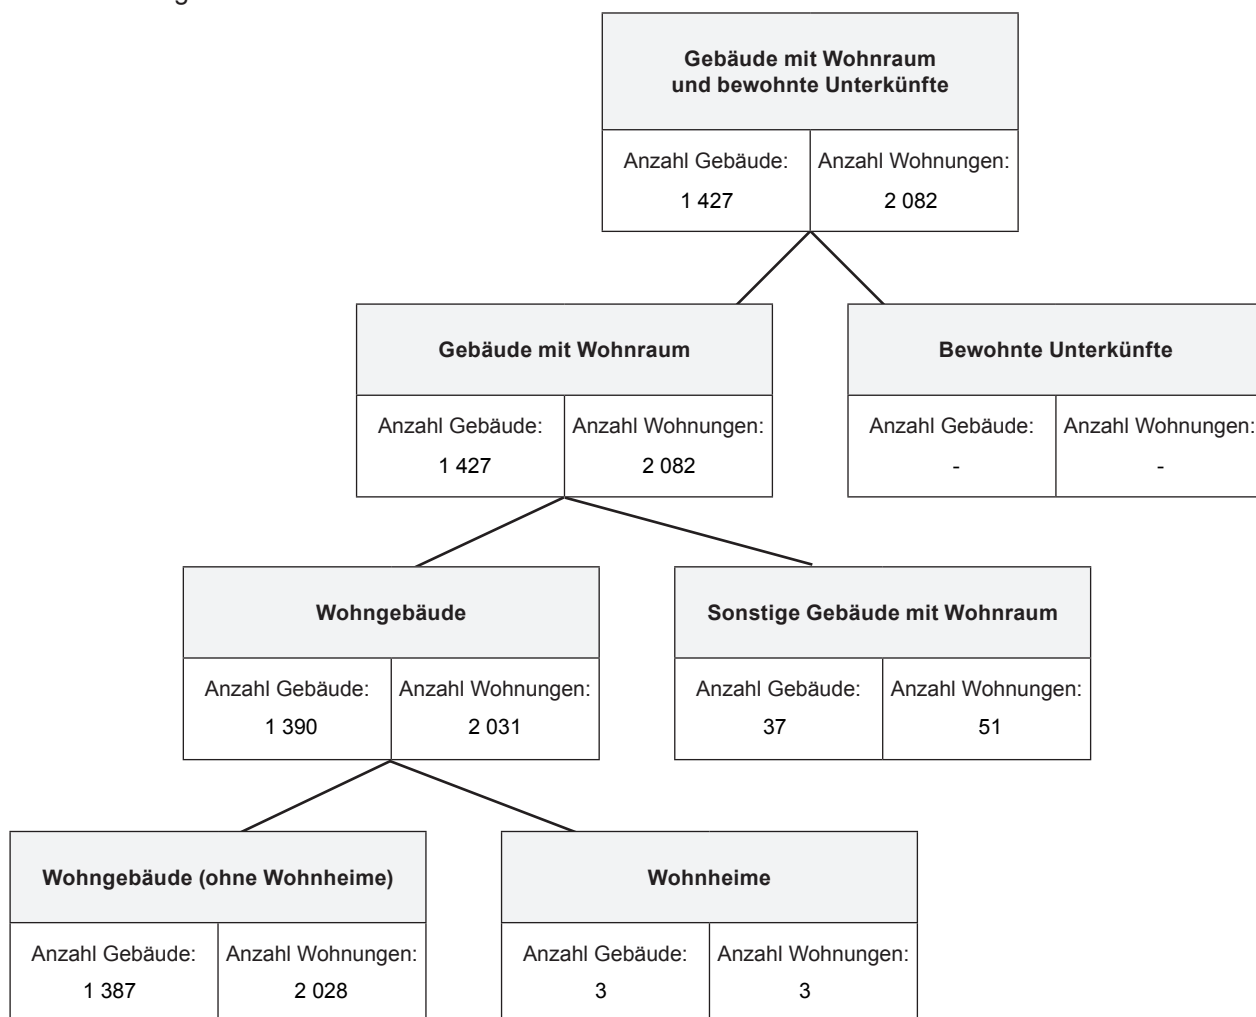 Gebäude mit Wohnraum
und bewohnte Unterkünfte
Anzahl Gebäude: Anzahl Wohnungen:
1 427 2 082
Gebäude mit Wohnraum Bewohnte Unterkünfte
Anzahl Gebäude: Anzahl Wohnungen: Anzahl Gebäude: Anzahl Wohnungen:
1 427 2 082 - -
Wohngebäude Sonstige Gebäude mit Wohnraum
Anzahl Gebäude: Anzahl Wohnungen: Anzahl Gebäude: Anzahl Wohnungen:
1 390 2 031 37 51
Wohngebäude (ohne Wohnheime) Wohnheime
Anzahl Gebäude: Anzahl Wohnungen: Anzahl Gebäude: Anzahl Wohnungen:
1 387 2 028 3 3